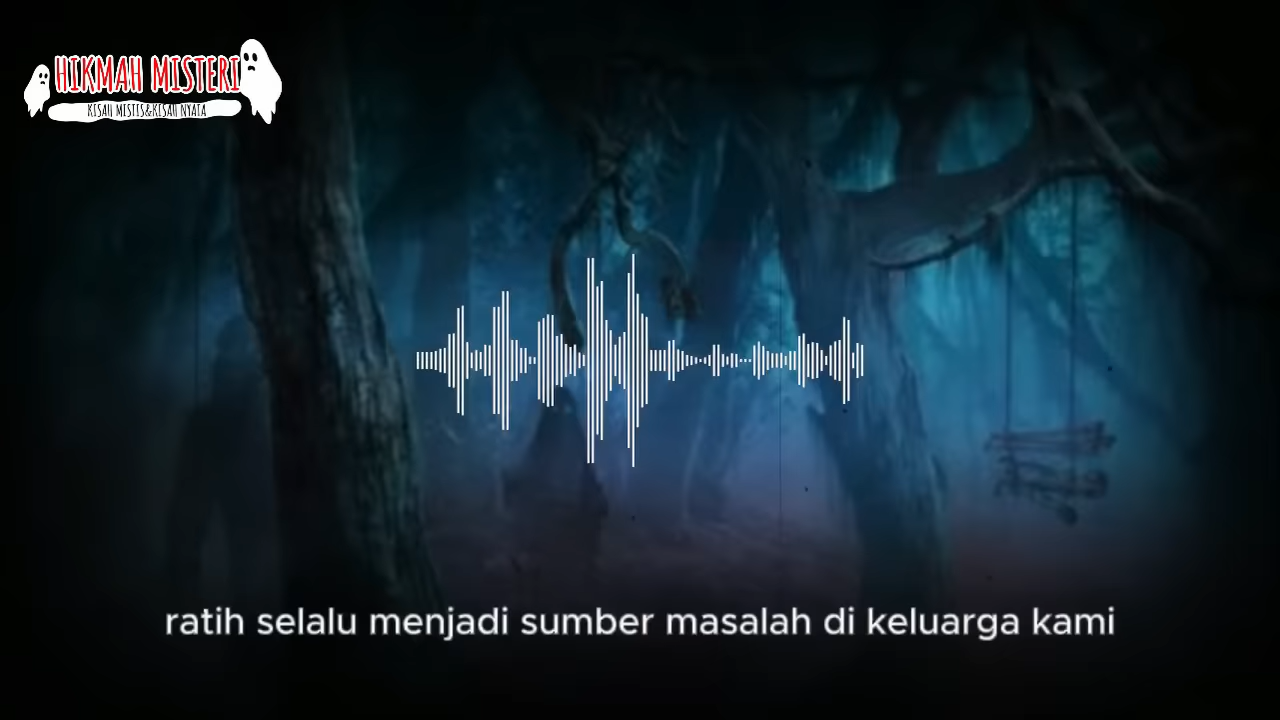 HIKMAH MISTERI
KISAH MISTIS&KISAH NYATA
ratih selalu menjadi sumber masalah di keluarga kami